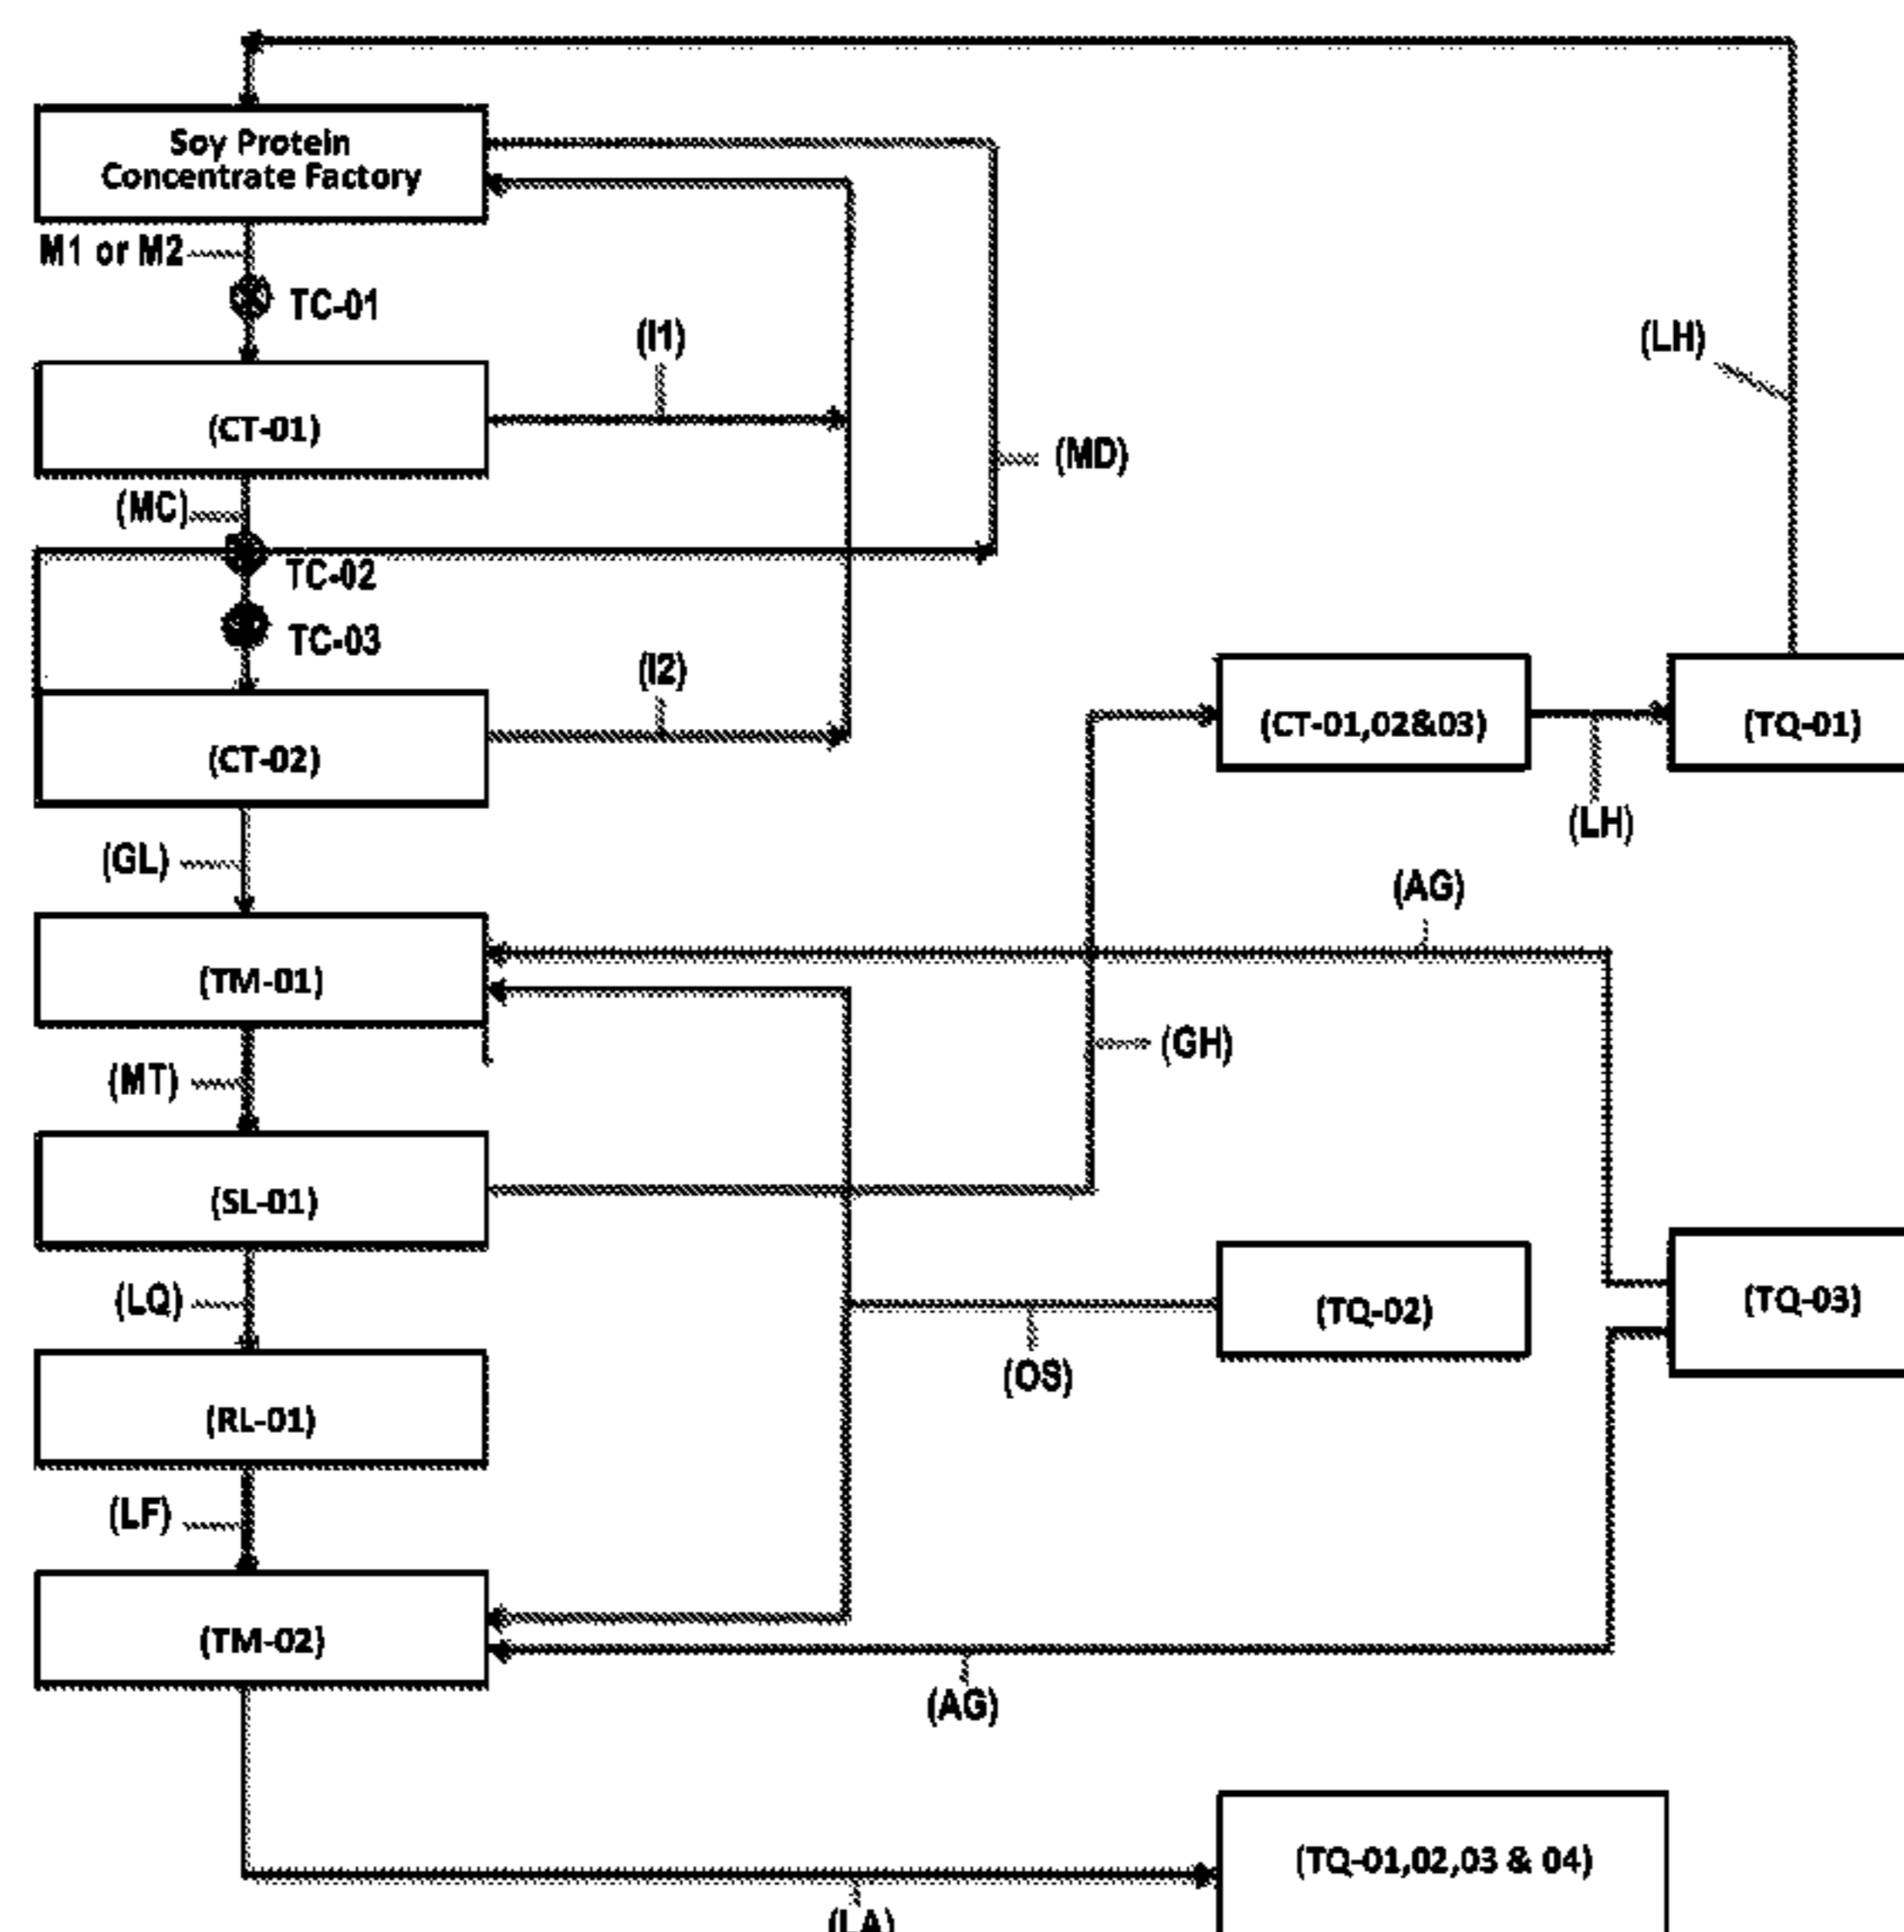 Soy Protein
Concentrate Factory
M1 or M2
TC-01
(I1)
(LH)
(CT-01)
(MD)
(MC)
TC-02
TC-03
(I2)
(CT-01,02&03)
(TQ-01)
(CT-02)
(LH)
(GL)
(AG)
(TM-01)
(GH)
(MT)
(SL-01)
(LQ)
(TQ-02)
(TQ-03)
(OS)
(RL-01)
(LF)
(TM-02)
(AG)
(TQ-01,02,03 & 04)
(LA)